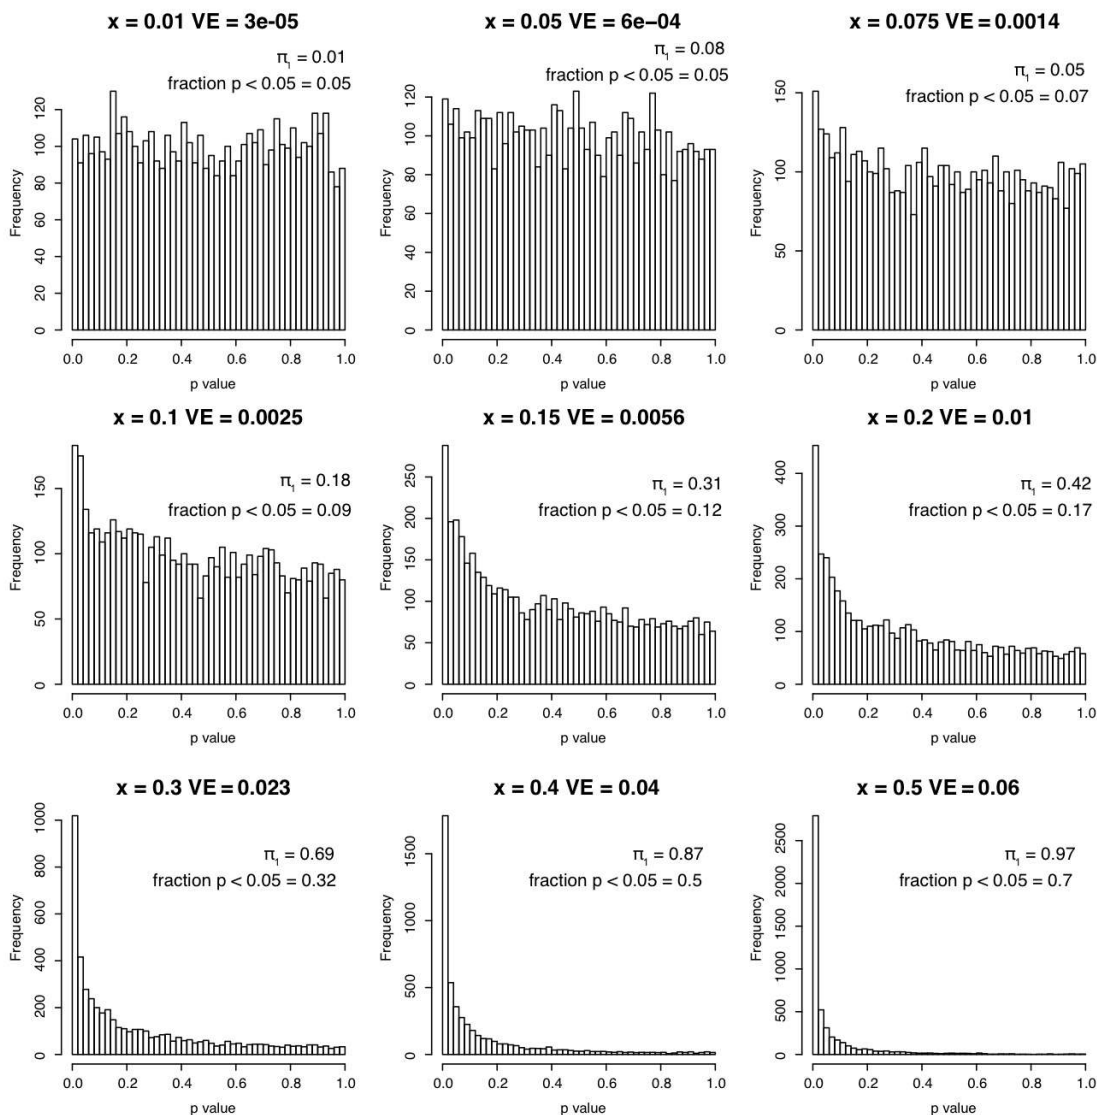 x = 0.01 VE = 3e-05
π1 = 0.01
fraction p < 0.05 = 0.05
Frequency
0 20 40 60 80 100 120
0.0 0.2 0.4 0.6 0.8 1.0
p value
x = 0.05 VE = 6e−04
π1 = 0.08
fraction p < 0.05 = 0.05
Frequency
0 20 40 60 80 100 120
0.0 0.2 0.4 0.6 0.8 1.0
p value
x = 0.075 VE = 0.0014
π1 = 0.05
fraction p < 0.05 = 0.07
Frequency
0 50 100 150
0.0 0.2 0.4 0.6 0.8 1.0
p value
x = 0.1 VE = 0.0025
π1 = 0.18
fraction p < 0.05 = 0.09
Frequency
0 50 100 150
0.0 0.2 0.4 0.6 0.8 1.0
p value
x = 0.15 VE = 0.0056
π1 = 0.31
fraction p < 0.05 = 0.12
Frequency
0 50 100 150 200 250
0.0 0.2 0.4 0.6 0.8 1.0
p value
x = 0.2 VE = 0.01
π1 = 0.42
fraction p < 0.05 = 0.17
Frequency
0 100 200 300 400
0.0 0.2 0.4 0.6 0.8 1.0
p value
x = 0.3 VE = 0.023
π1 = 0.69
fraction p < 0.05 = 0.32
Frequency
0 200 400 600 800 1000
0.0 0.2 0.4 0.6 0.8 1.0
p value
x = 0.4 VE = 0.04
π1 = 0.87
fraction p < 0.05 = 0.5
Frequency
0 500 1000 1500
0.0 0.2 0.4 0.6 0.8 1.0
p value
x = 0.5 VE = 0.06
π1 = 0.97
fraction p < 0.05 = 0.7
Frequency
0 500 1000 1500 2000 2500
0.0 0.2 0.4 0.6 0.8 1.0
p value